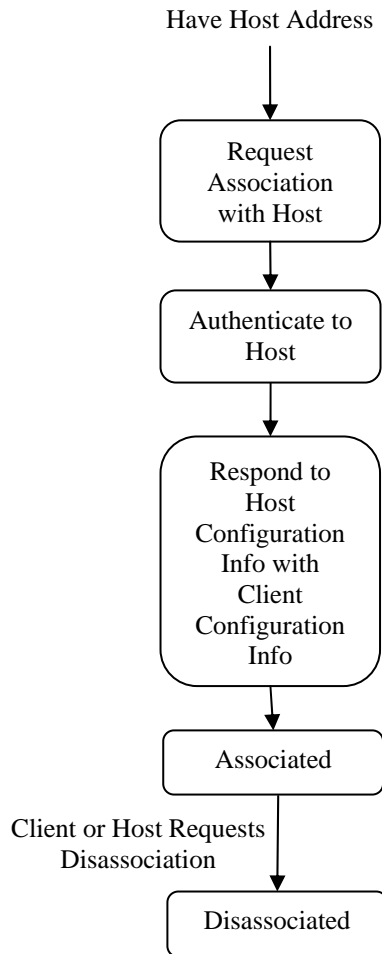 Have Host Address
Request
Association
with Host
Authenticate to
Host
Respond to
Host
Configuration
Info with
Client
Configuration
Info
Associated
Client or Host Requests
Disassociation
Disassociated